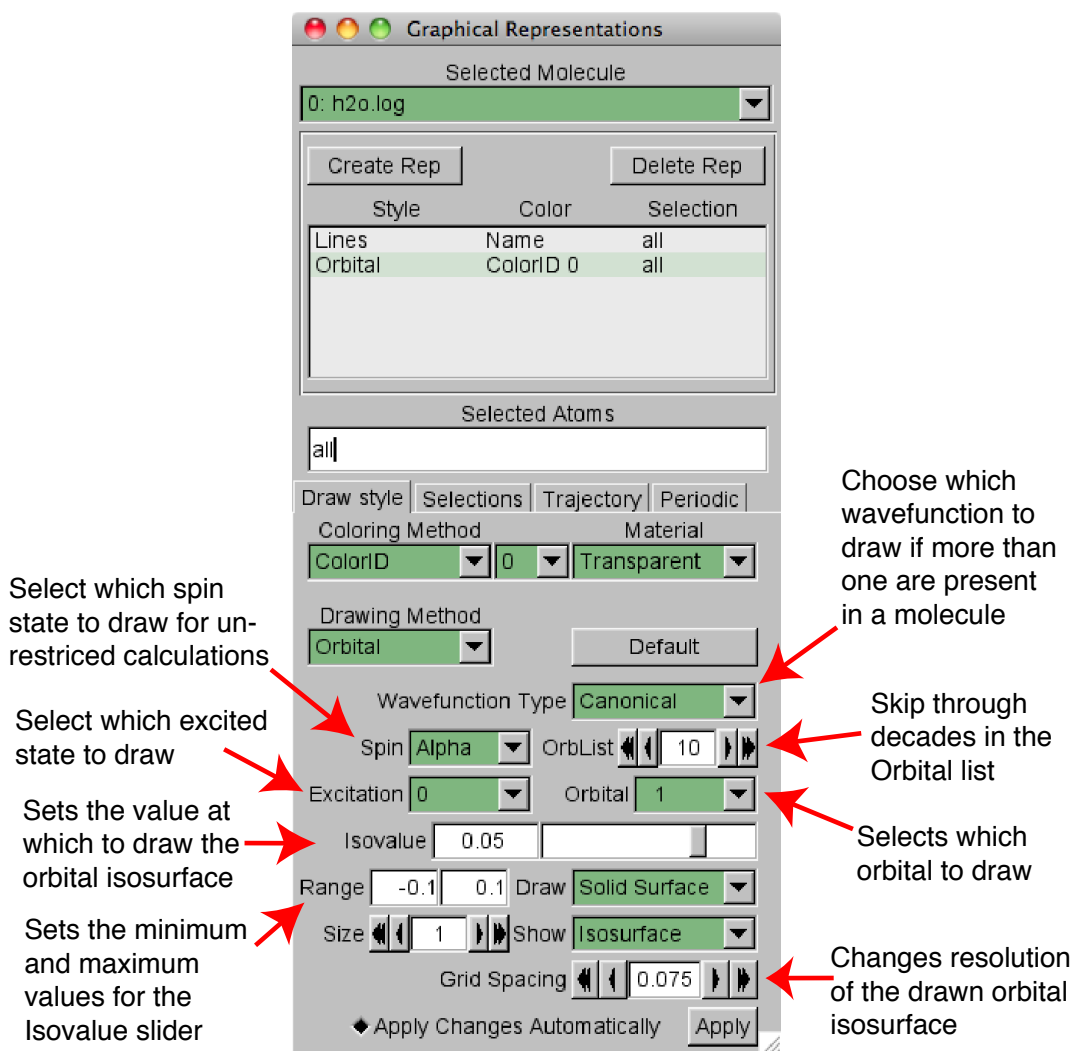 Graphical Representations
Selected Molecule
0: h2o.log
Create Rep
Delete Rep
Style Color Selection
Lines Name all
Orbital ColorID 0 all
Selected Atoms
all
Draw style Selections Trajectory Periodic
Coloring Method Material
ColorID 0 Transparent
Drawing Method
Orbital Default
Wavefunction Type Canonical
Spin Alpha OrbList 10
Excitation 0 Orbital 1
Isovalue 0.05
Range -0.1 0.1 Draw Solid Surface
Size 1 Show Isosurface
Grid Spacing 0.075
Apply Changes Automatically Apply
Select which spin
state to draw for un-
restriced calculations
Select which excited
state to draw
Sets the value at
which to draw the
orbital isosurface
Sets the minimum
and maximum
values for the
Isovalue slider
Choose which
wavefunction to
draw if more than
one are present
in a molecule
Skip through
decades in the
Orbital list
Selects which
orbital to draw
Changes resolution
of the drawn orbital
isosurface